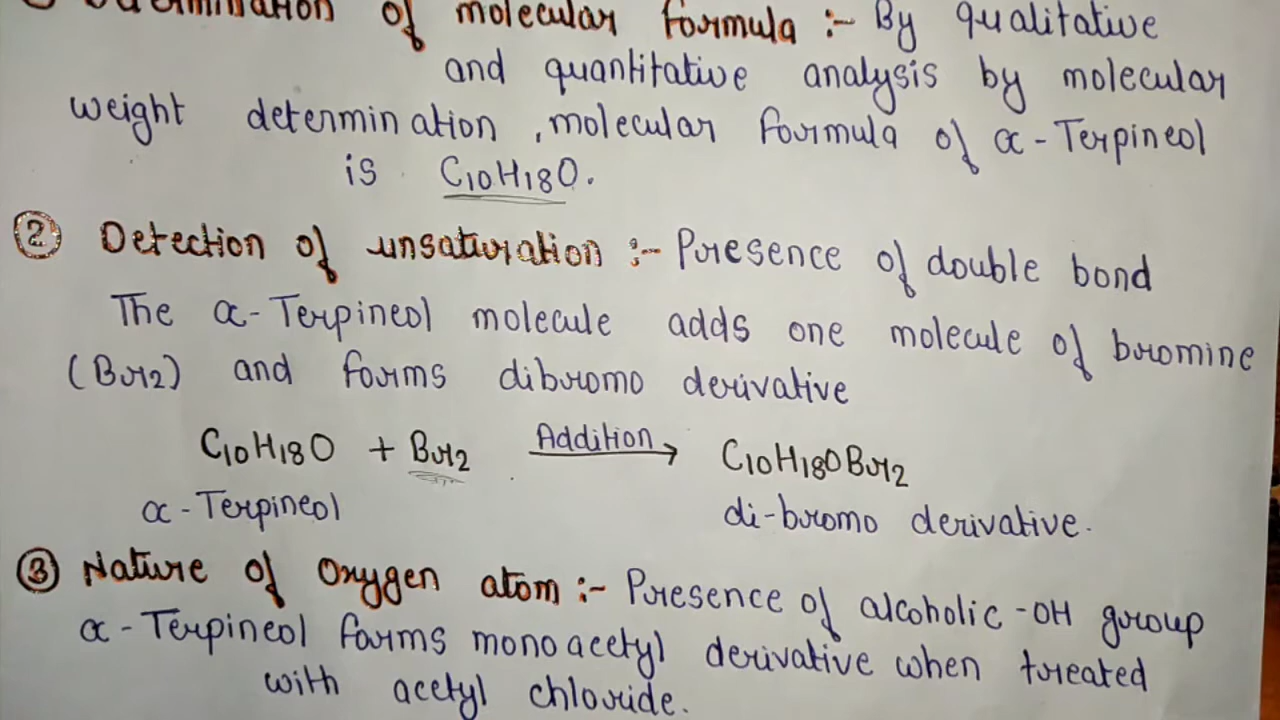 of molecular formula :- By qualitative
and quantitative analysis by molecular
weight determination, molecular formula of α-Terpineol
is C10H18O.
② Detection of unsaturation :- Presence of double bond
The α-Terpineol molecule adds one molecule of bromine
(Br2) and forms dibromo derivative
C10H18O + Br2 Addition→ C10H18OBr2
α-Terpineol di-bromo derivative.
③ Nature of Oxygen atom :- Presence of alcoholic -OH group
α-Terpineol forms mono acetyl derivative when treated
with acetyl chloride.